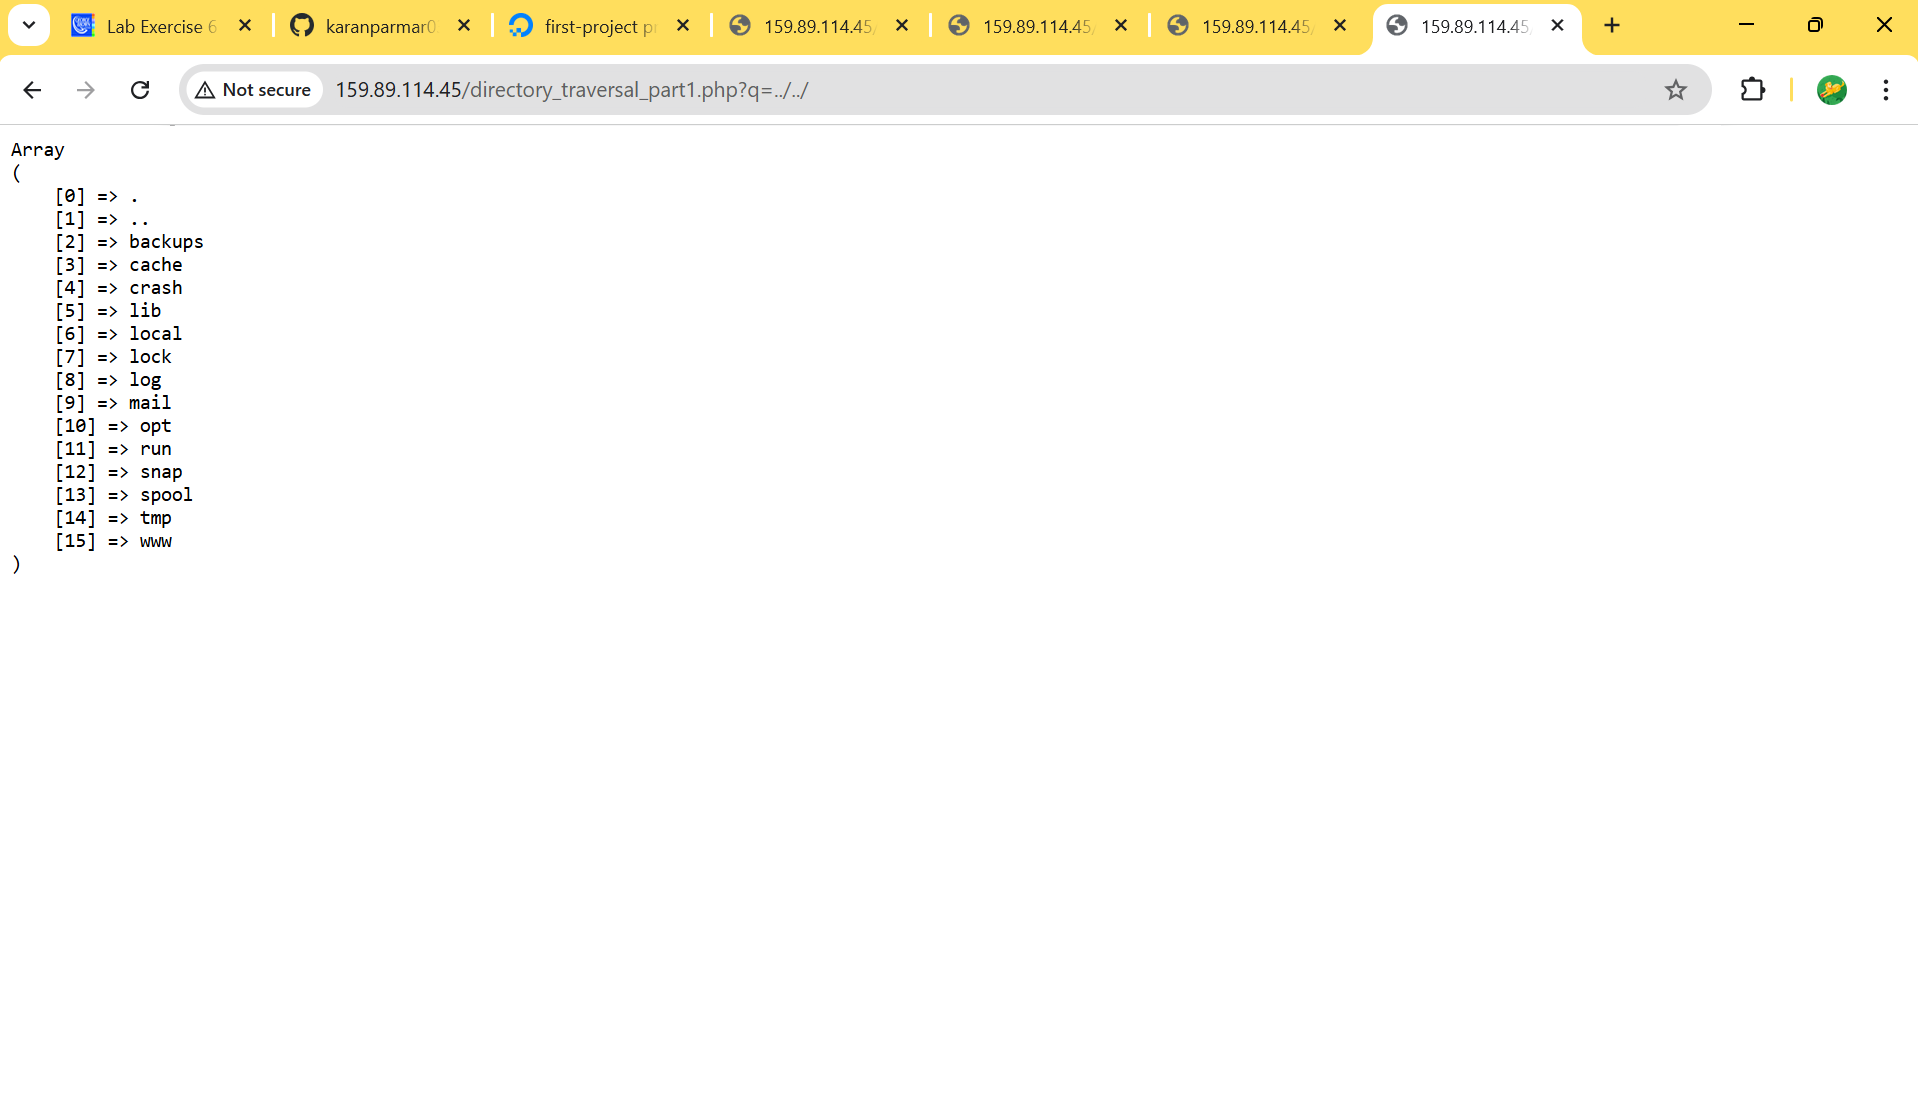 Lab Exercise 6
karanparmar0
first-project p
159.89.114.45/
159.89.114.45/
159.89.114.45/
159.89.114.45/
Not secure 159.89.114.45/directory_traversal_part1.php?q=../../
Array
(
[0] => .
[1] => ..
[2] => backups
[3] => cache
[4] => crash
[5] => lib
[6] => local
[7] => lock
[8] => log
[9] => mail
[10] => opt
[11] => run
[12] => snap
[13] => spool
[14] => tmp
[15] => www
)